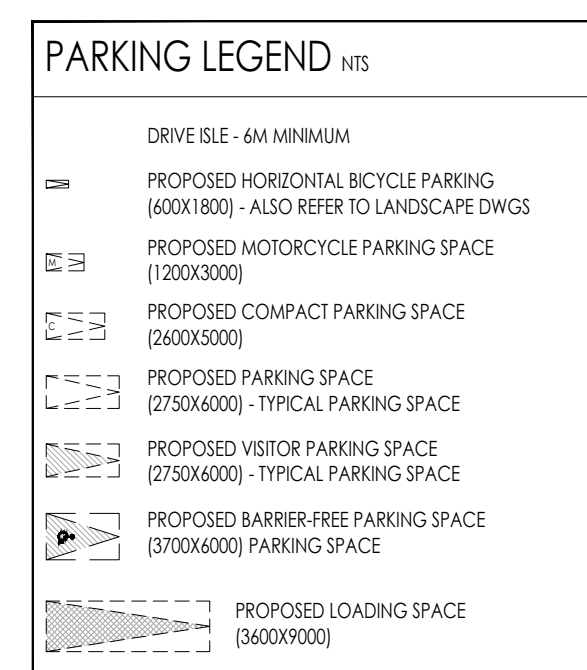 PARKING LEGEND NTS
DRIVE ISLE - 6M MINIMUM
PROPOSED HORIZONTAL BICYCLE PARKING
(600X1800) - ALSO REFER TO LANDSCAPE DWGS
M
PROPOSED MOTORCYCLE PARKING SPACE
(1200X3000)
C
PROPOSED COMPACT PARKING SPACE
(2600X5000)
PROPOSED PARKING SPACE
(2750X6000) - TYPICAL PARKING SPACE
PROPOSED VISITOR PARKING SPACE
(2750X6000) - TYPICAL PARKING SPACE
PROPOSED BARRIER-FREE PARKING SPACE
(3700X6000) PARKING SPACE
PROPOSED LOADING SPACE
(3600X9000)